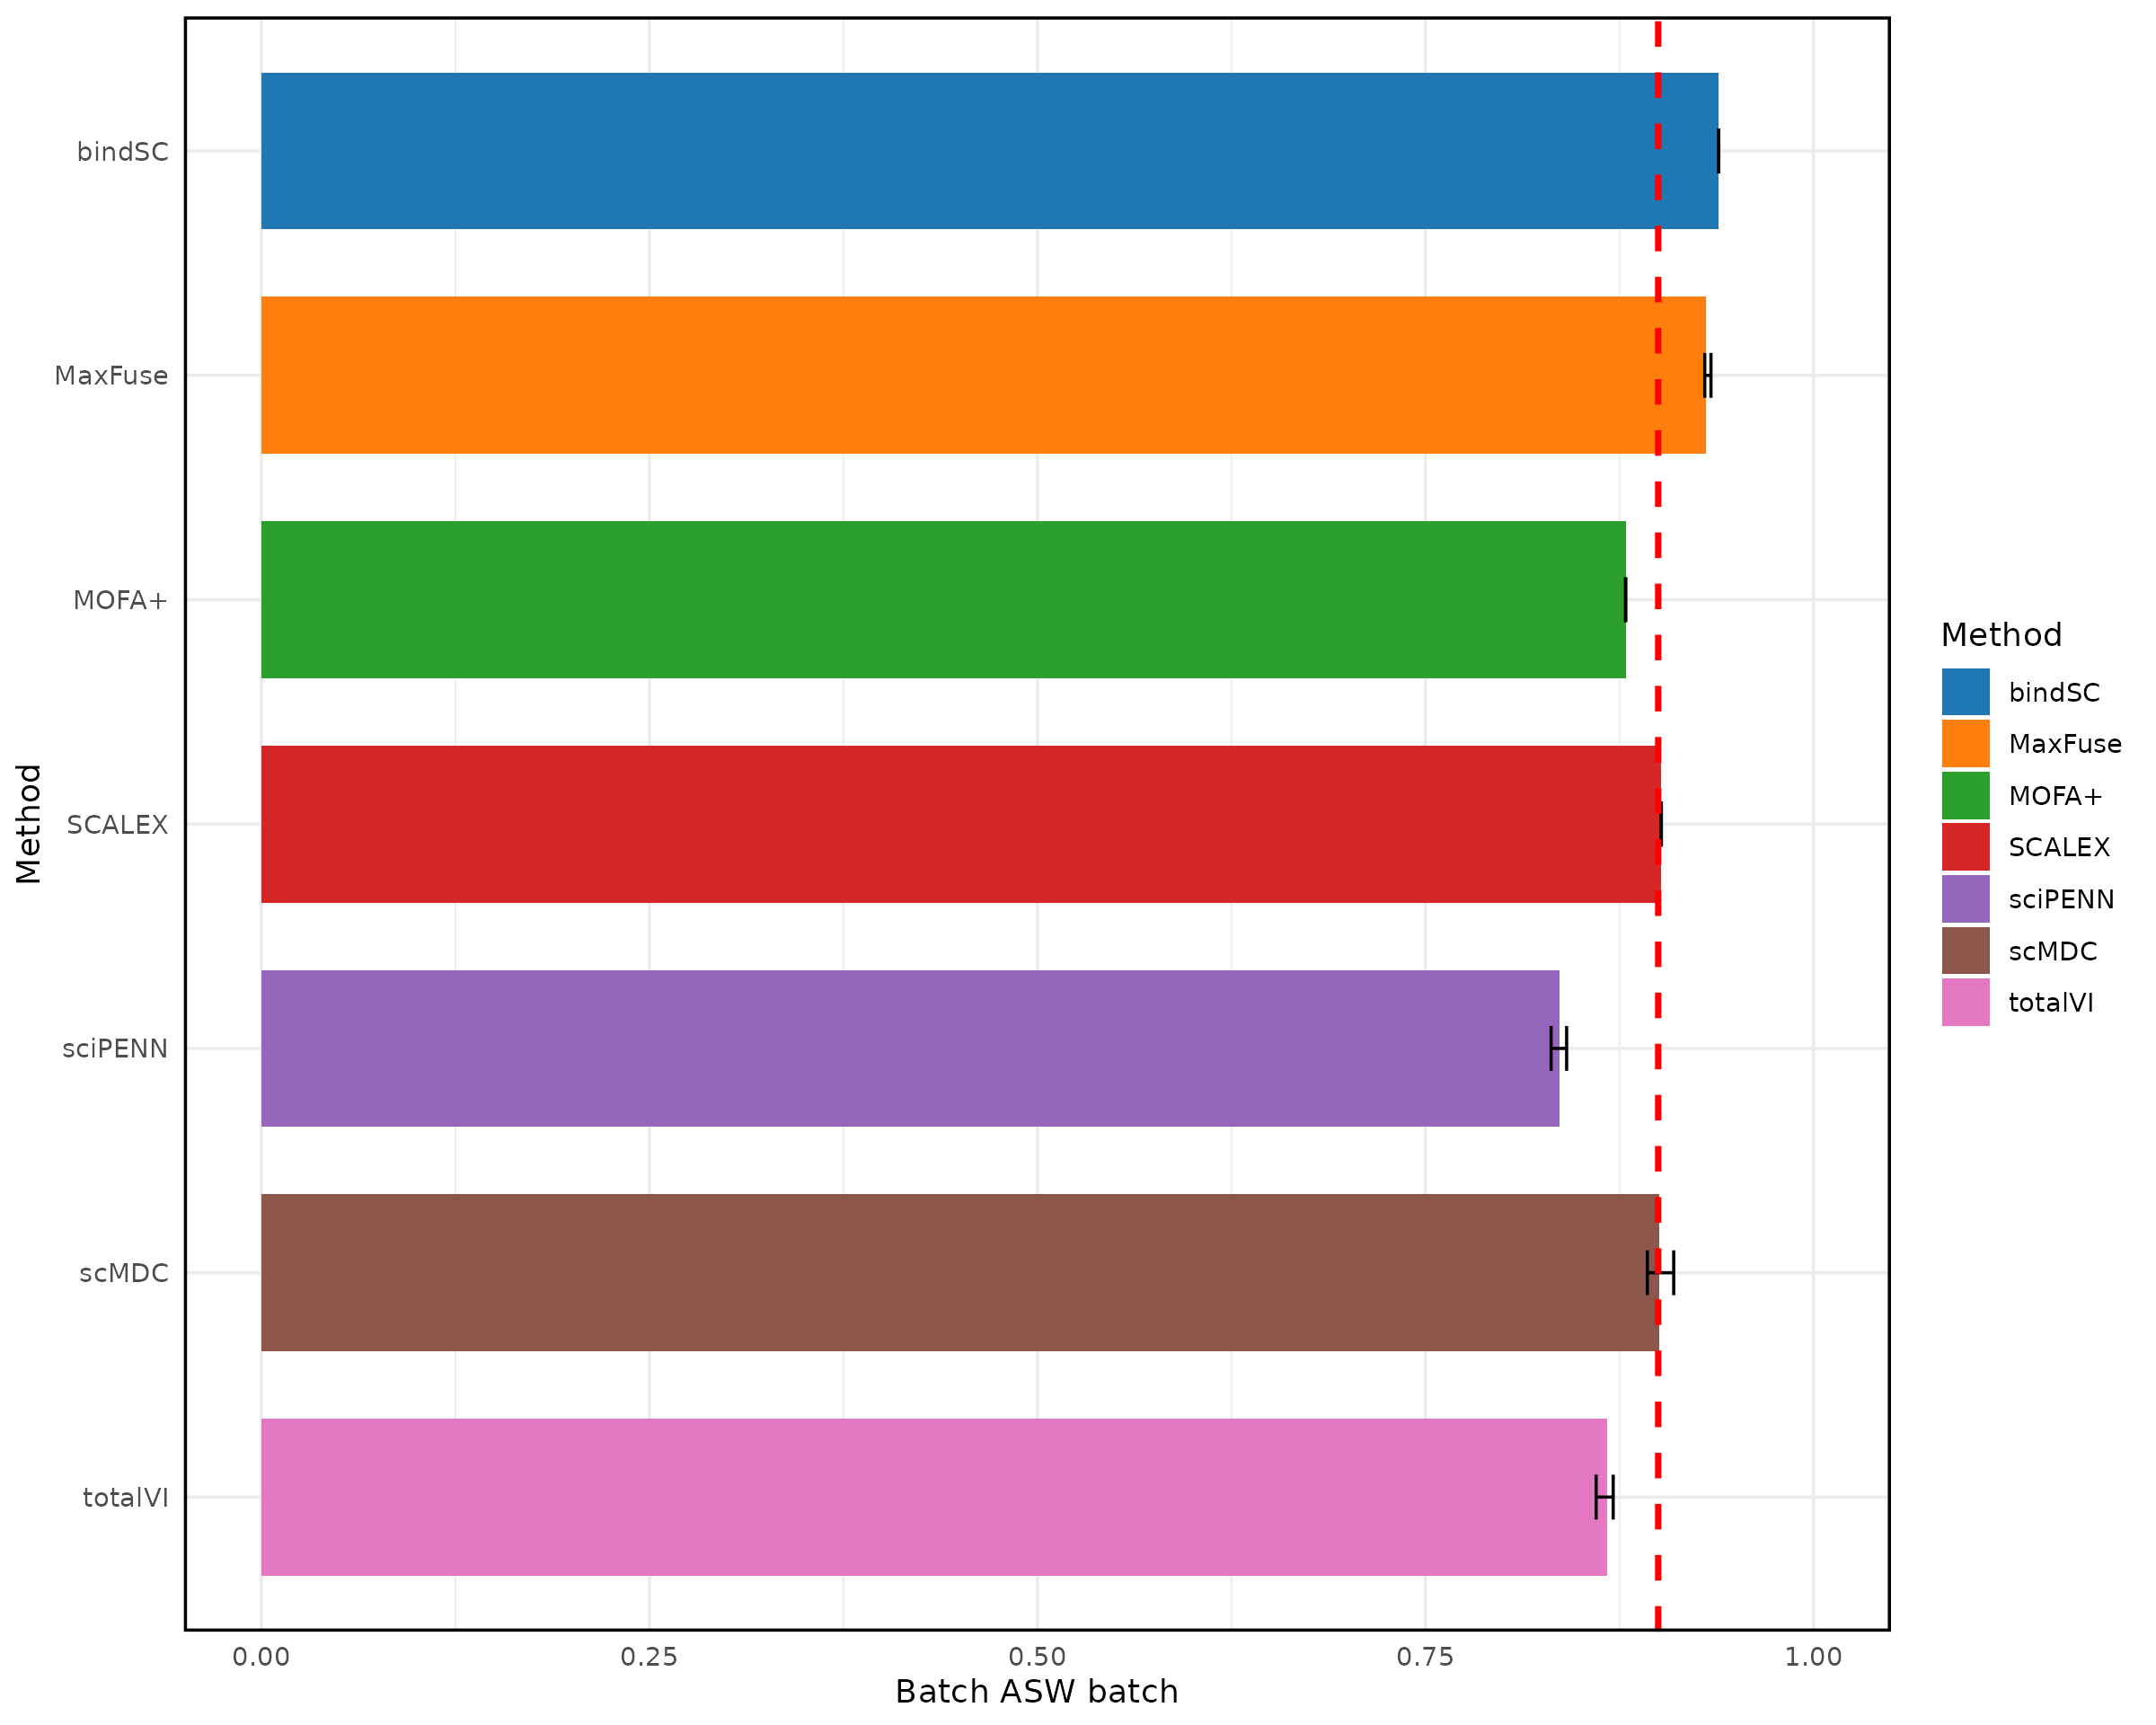 bindSC
MaxFuse
MOFA+
SCALEX
sciPENN
scMDC
totalVI
Method
0.00 0.25 0.50 0.75 1.00
Batch ASW batch
Method
bindSC
MaxFuse
MOFA+
SCALEX
sciPENN
scMDC
totalVI